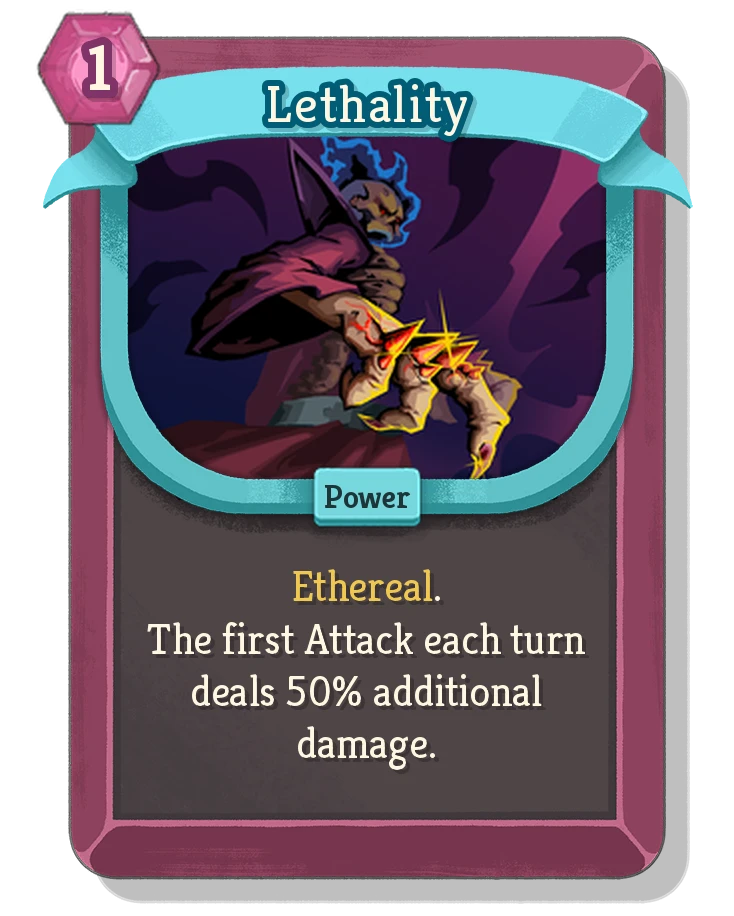 1
Lethality
Power
Ethereal.
The first Attack each turn
deals 50% additional
damage.